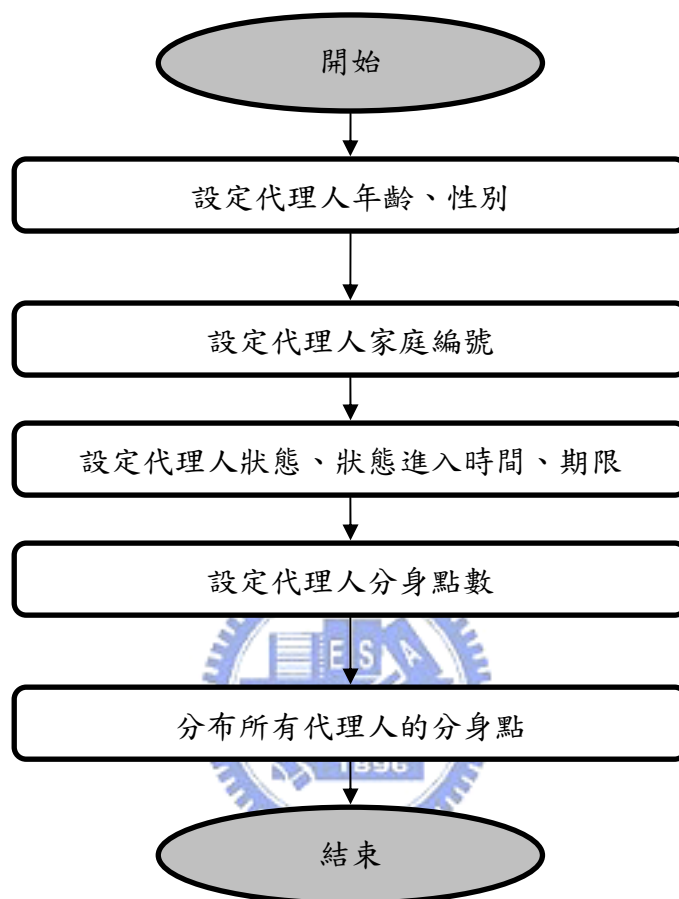 開始
設定代理人年齡、性別
設定代理人家庭編號
設定代理人狀態、狀態進入時間、期限
設定代理人分身點數
ESA
分布所有代理人的分身點
1896
結束